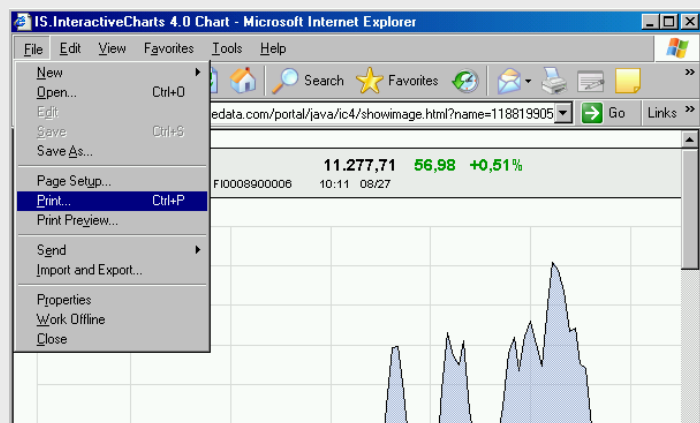 IS.InteractiveCharts 4.0 Chart - Microsoft Internet Explorer
File Edit View Favorites Tools Help
Search Favorites »
edata.com/portal/java/ic4/showimage.html?name=118819905 Go Links »
New
Open... Ctrl+O
Edit
Save Ctrl+S
Save As...
Page Setup...
Print... Ctrl+P
Print Preview...
Send
Import and Export...
Properties
Work Offline
Close
11.277,71 56,98 +0,51%
FI0008900006 10:11 08/27